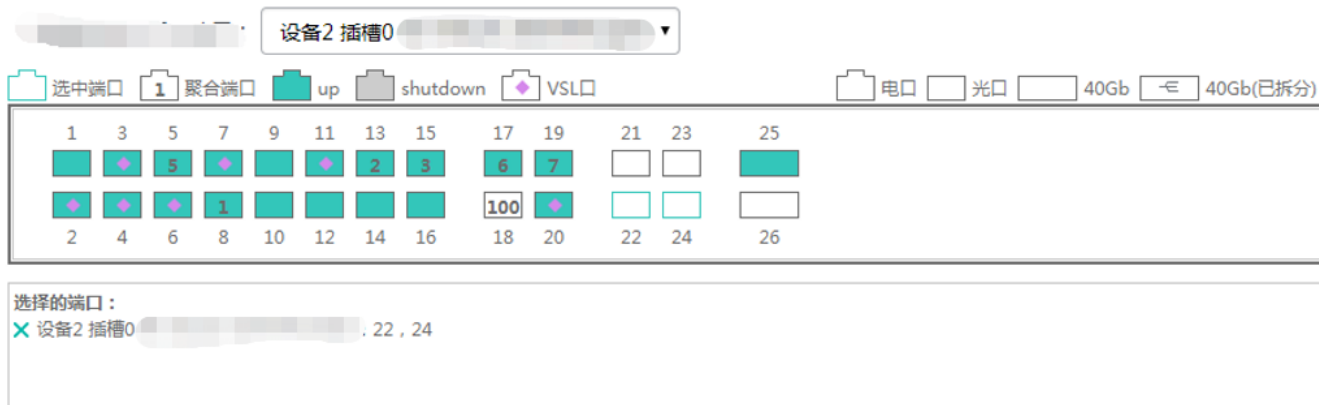 设备2 插槽0
选中端口 1 聚合端口 up shutdown VSL口 电口 光口 40Gb 40Gb(已拆分)
1 3 5 7 9 11 13 15 17 19 21 23 25
5 2 3 6 7
1 100
2 4 6 8 10 12 14 16 18 20 22 24 26
选择的端口：
设备2 插槽0 22，24